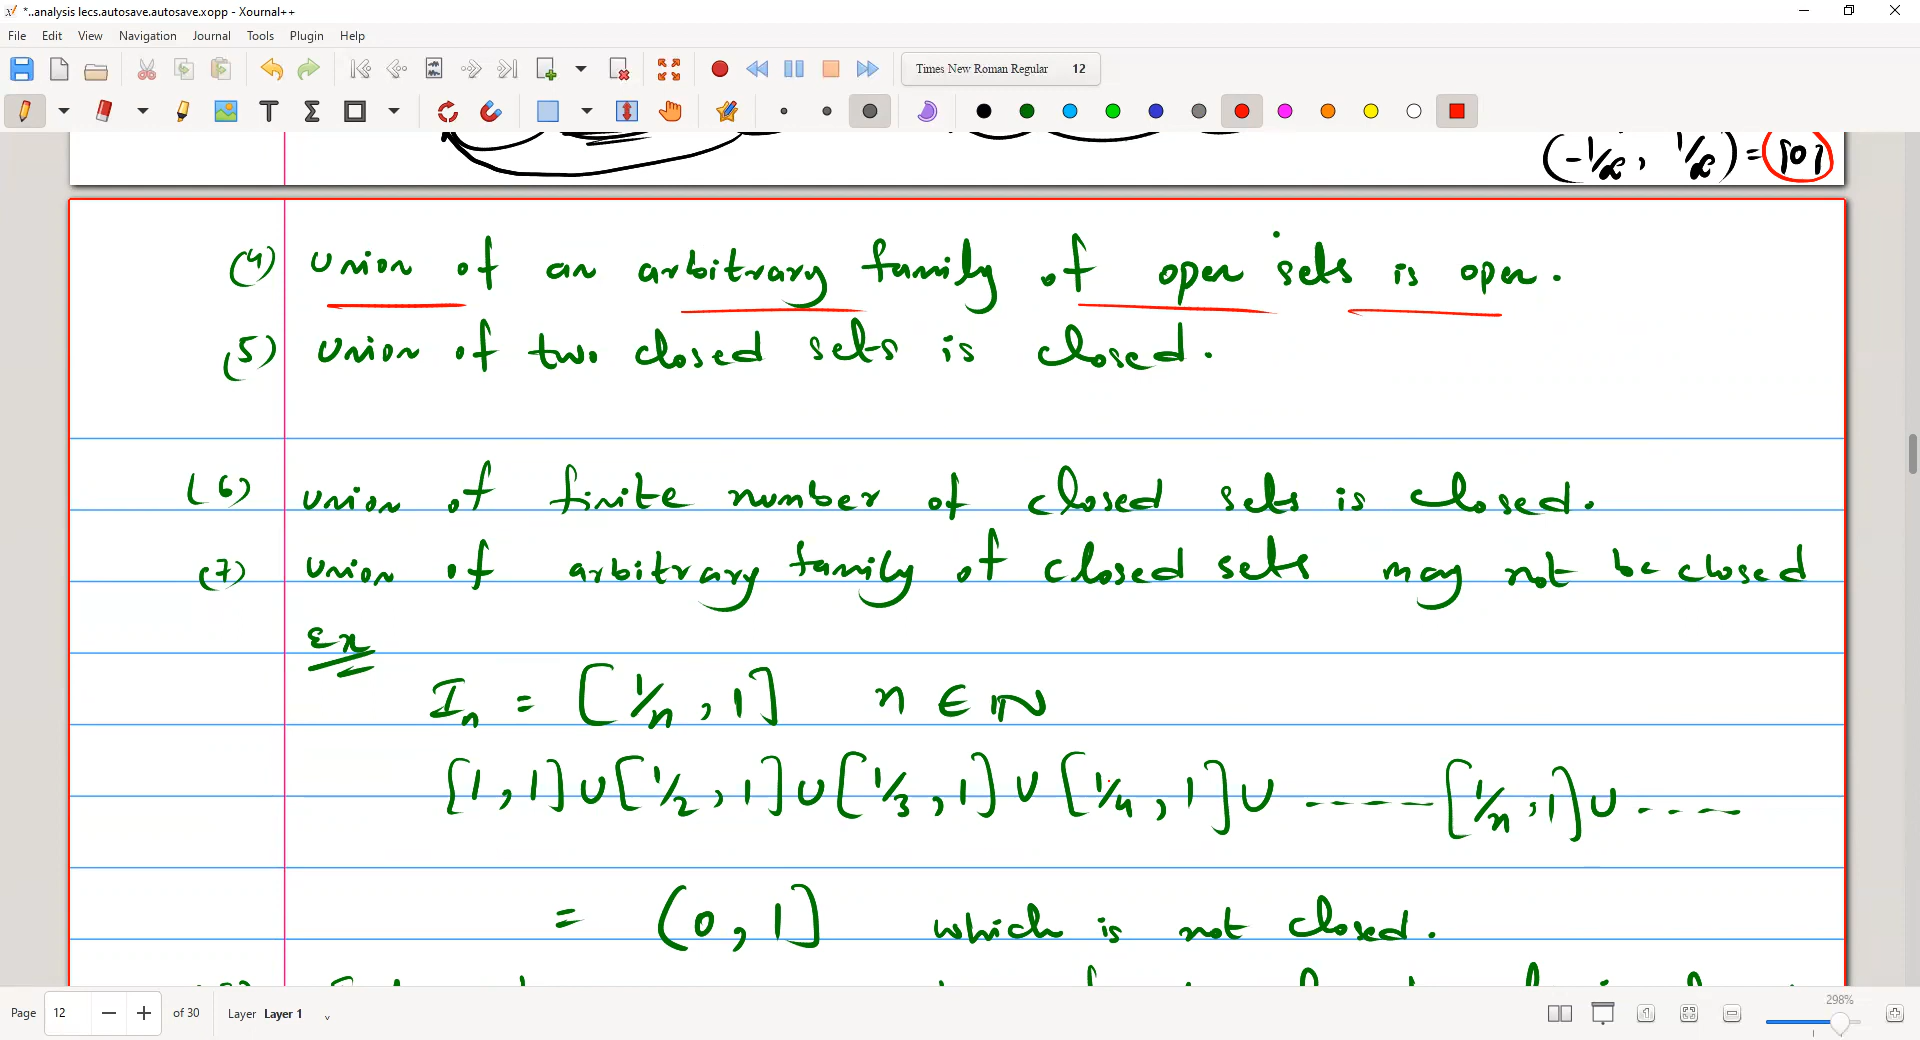 *..analysis lecs.autosave.autosave.xopp - Xournal++
File Edit View Navigation Journal Tools Plugin Help
Times New Roman Regular 12
(-1/∞, 1/∞) = {0}
(4) union of an arbitrary family of open sets is open.
(5) union of two closed sets is closed.
(6) union of finite number of closed sets is closed.
(7) union of arbitrary family of closed sets may not be closed
Ex
Iₙ = [1/n, 1] n ∈ ℕ
[1, 1] ∪ [1/2, 1] ∪ [1/3, 1] ∪ [1/4, 1] ∪ ------ [1/n, 1] ∪ ----
= (0, 1] which is not closed.
Page 12 of 30 Layer Layer 1 298%